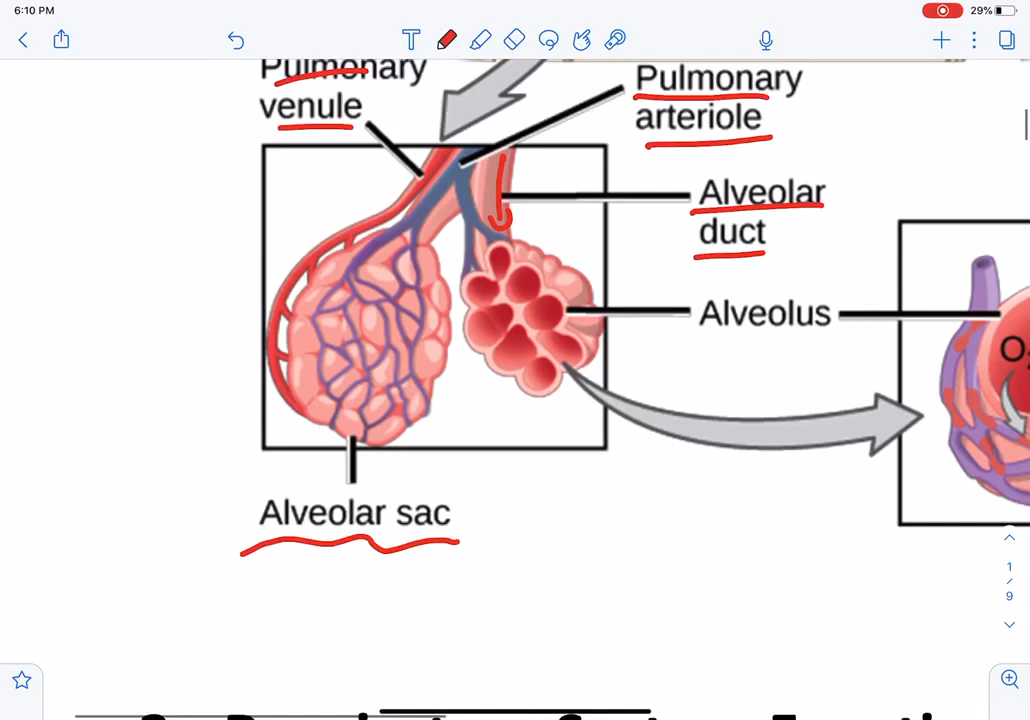 6:10 PM
29%
T
Pulmonary
venule
Pulmonary
arteriole
Alveolar
duct
Alveolus
O
Alveolar sac
1
/
9